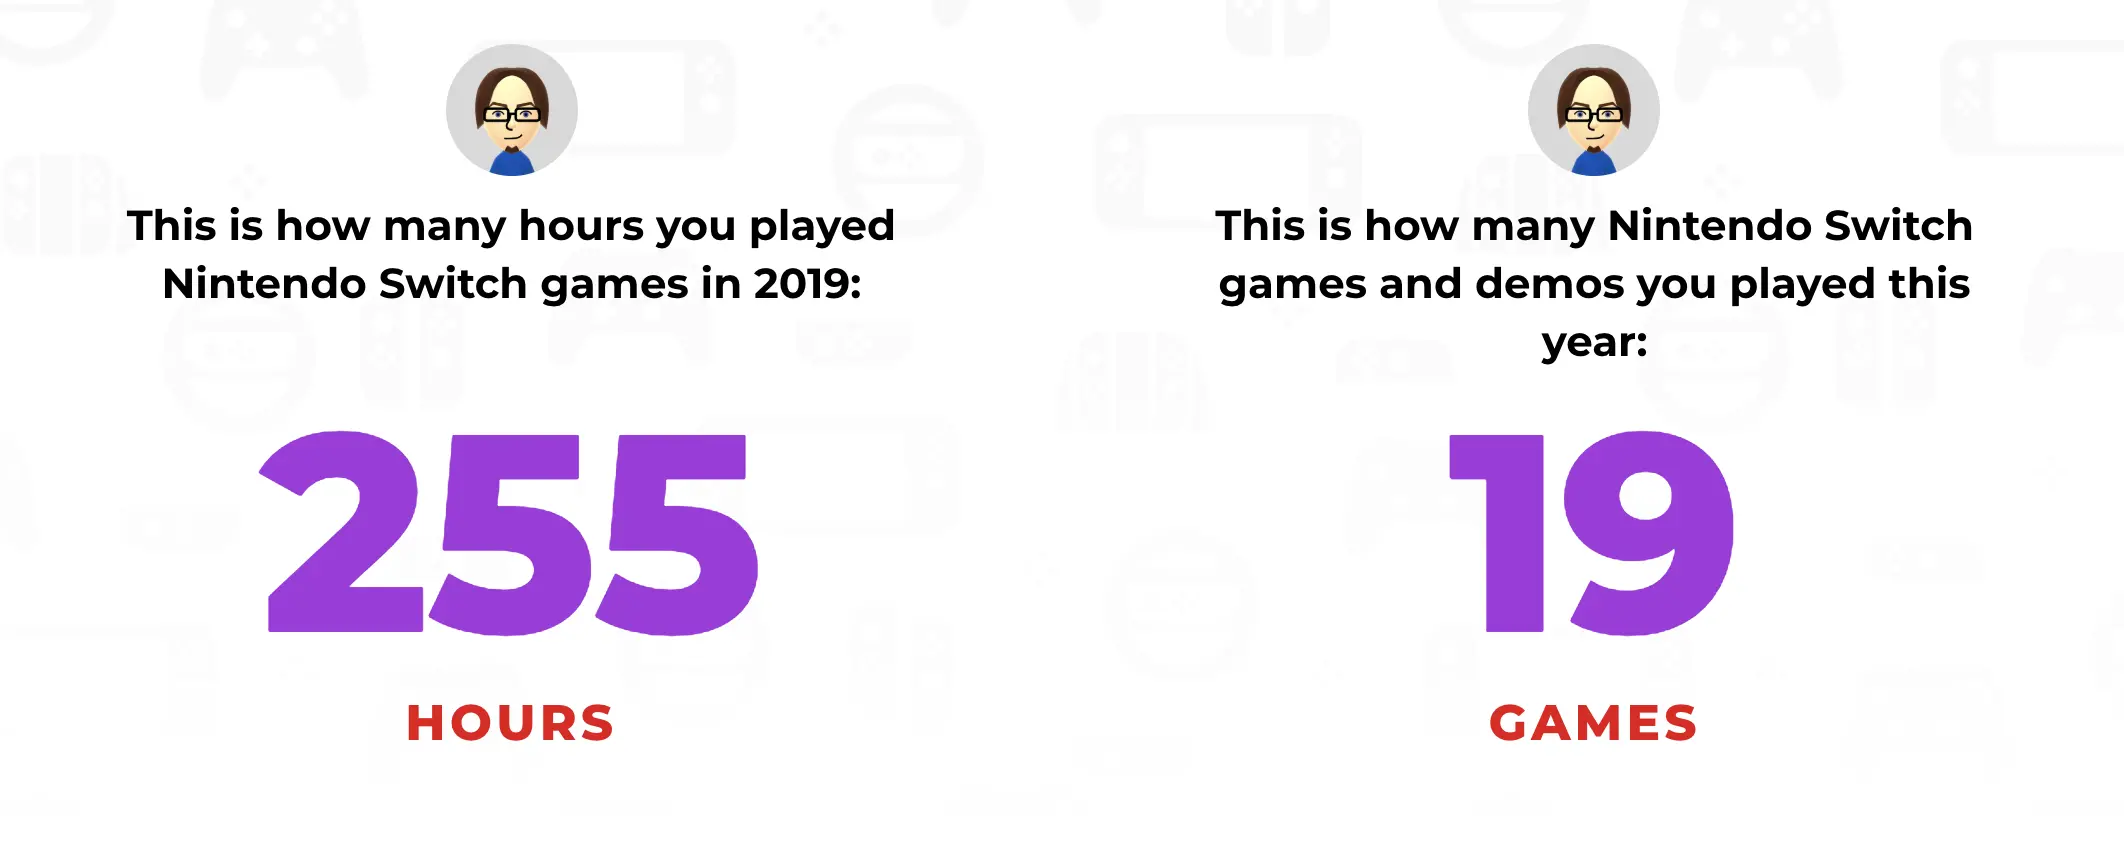 This is how many hours you played
Nintendo Switch games in 2019:
255
HOURS
This is how many Nintendo Switch
games and demos you played this
year:
19
GAMES